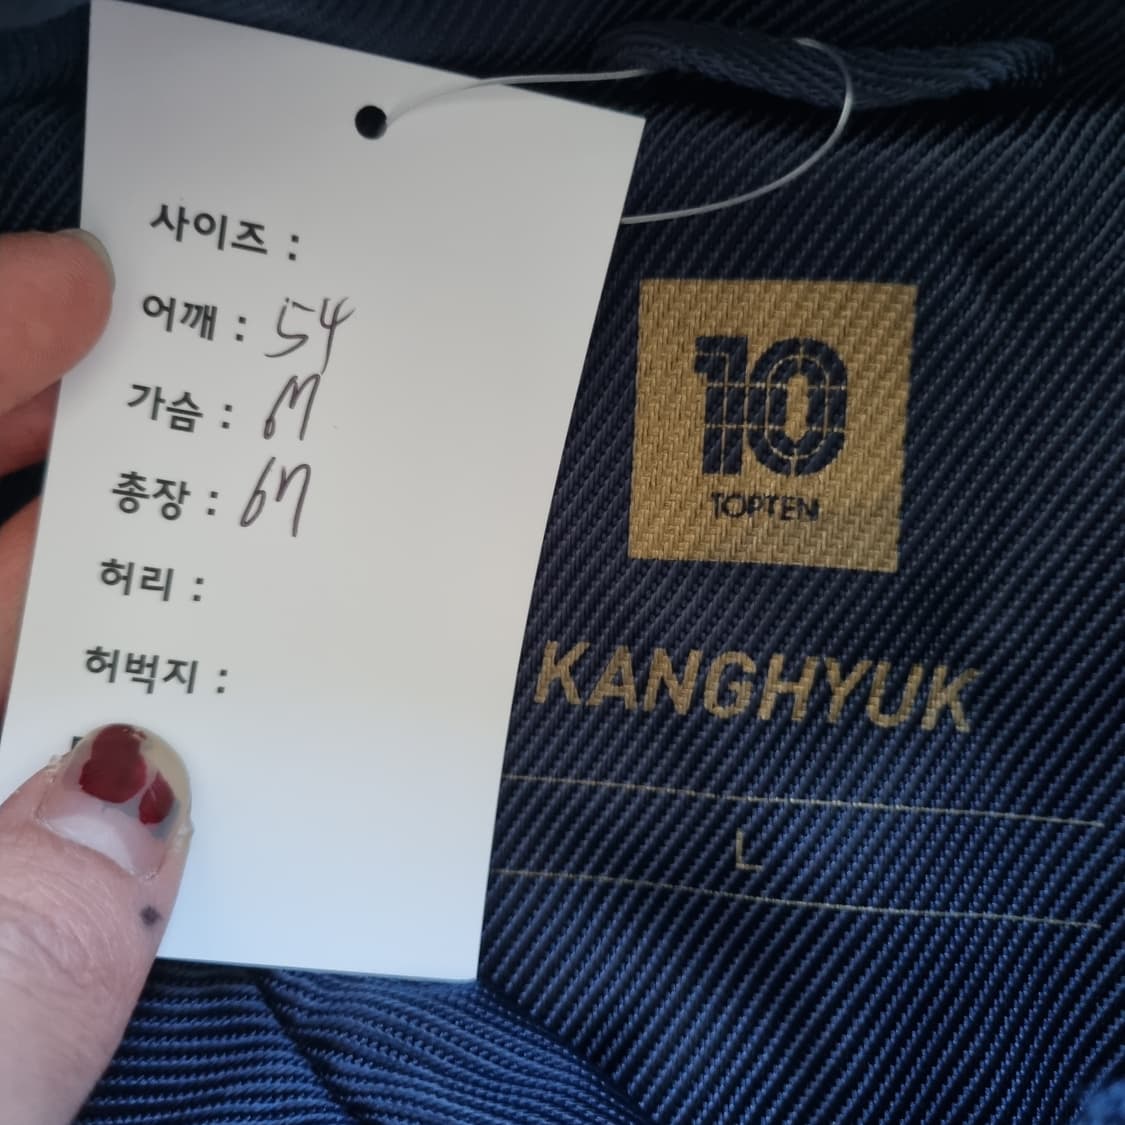 사이즈 :
어깨 : 54
가슴 : 67
총장 : 67
허리 :
허벅지 :
10
TOPTEN
KANGHYUK
L